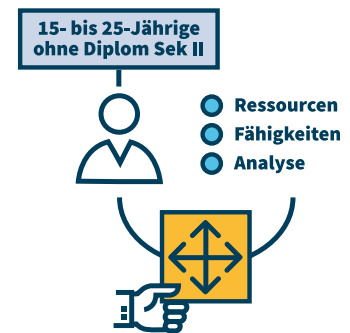 15- bis 25-Jährige
ohne Diplom Sek II
Ressourcen
Fähigkeiten
Analyse